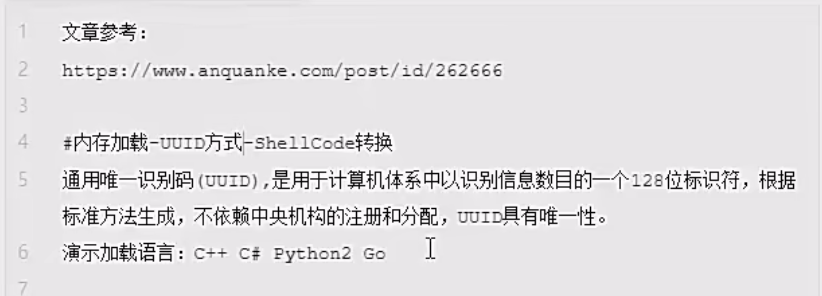 1 文章参考：
2 https://www.anquanke.com/post/id/262666
3
4 #内存加载-UUID方式-ShellCode转换
5 通用唯一识别码(UUID),是用于计算机体系中以识别信息数目的一个128位标识符，根据
标准方法生成，不依赖中央机构的注册和分配，UUID具有唯一性。
6 演示加载语言：C++ C# Python2 Go
7